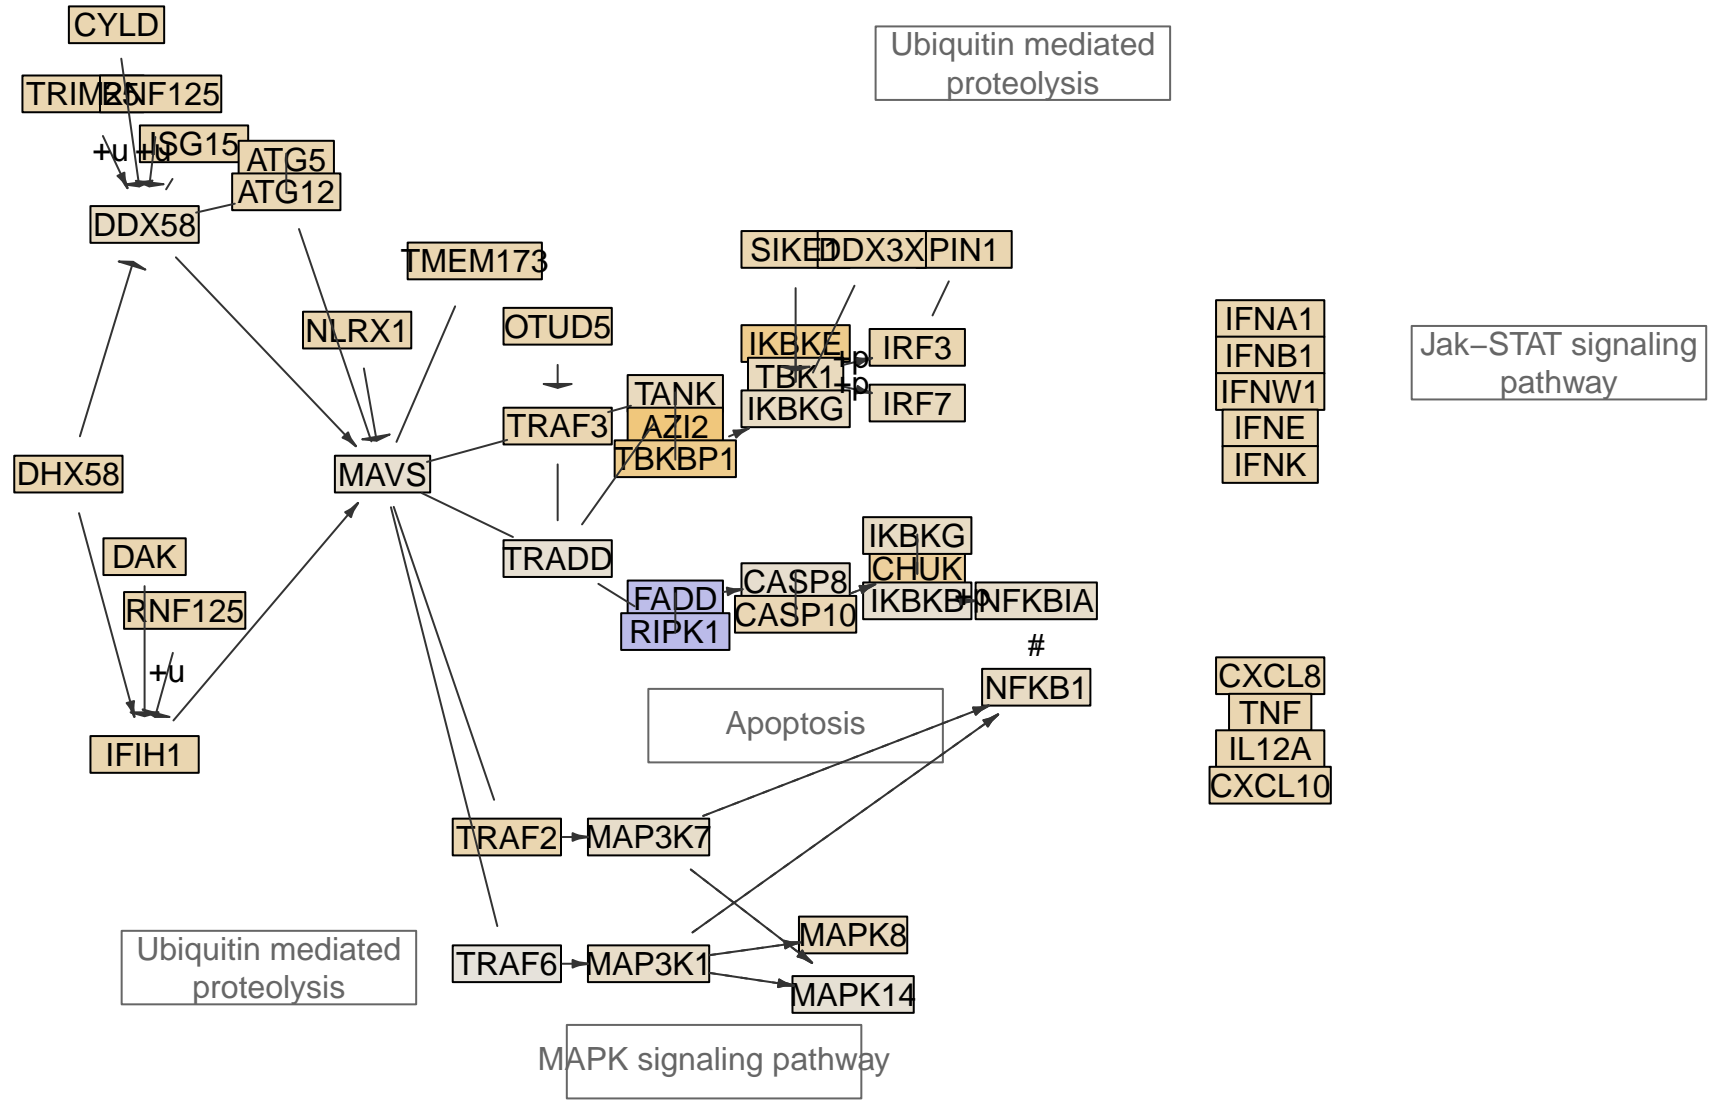 CYLD
Ubiquitin mediated
proteolysis
TRIM25
RNF125
ISG15
+u
+u
ATG5
ATG12
DDX58
TMEM173
SIKE1
DDX3X
PIN1
NLRX1
OTUD5
IKBKE
IRF3
+p
TBK1
+p
IKBKG
IRF7
IFNA1
IFNB1
IFNW1
IFNE
IFNK
Jak−STAT signaling
pathway
TANK
TRAF3
AZI2
TBKBP1
DHX58
MAVS
DAK
TRADD
RNF125
+u
FADD
RIPK1
CASP8
CASP10
IKBKG
CHUK
IKBKB
+p
NFKBIA
#
NFKB1
CXCL8
TNF
IL12A
CXCL10
Apoptosis
IFIH1
TRAF2
MAP3K7
MAPK8
Ubiquitin mediated
proteolysis
TRAF6
MAP3K1
MAPK14
MAPK signaling pathway